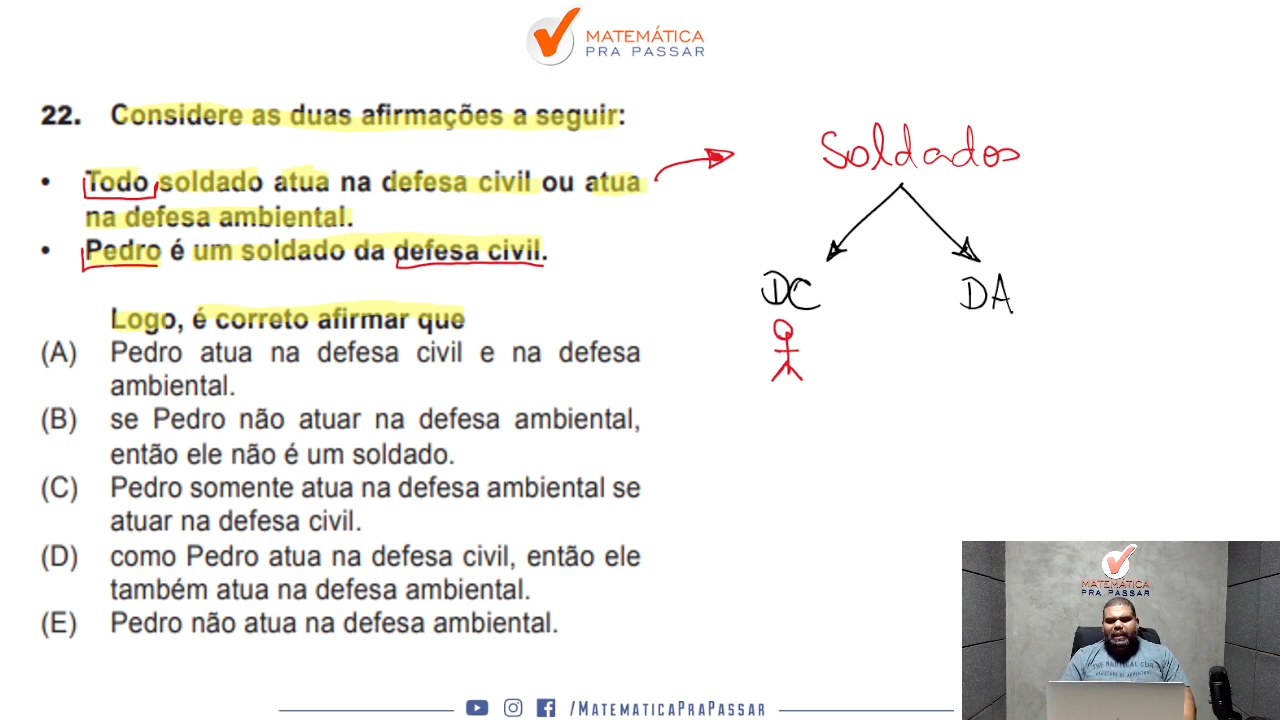 MATEMÁTICA
PRA PASSAR
22. Considere as duas afirmações a seguir:
• Todo soldado atua na defesa civil ou atua
na defesa ambiental.
• Pedro é um soldado da defesa civil.
Logo, é correto afirmar que
(A) Pedro atua na defesa civil e na defesa
ambiental.
(B) se Pedro não atuar na defesa ambiental,
então ele não é um soldado.
(C) Pedro somente atua na defesa ambiental se
atuar na defesa civil.
(D) como Pedro atua na defesa civil, então ele
também atua na defesa ambiental.
(E) Pedro não atua na defesa ambiental.
Soldados
DC DA
MATEMÁTICA
PRA PASSAR
THE NAUTICAL CLUB
/MATEMATICAPRAPASSAR